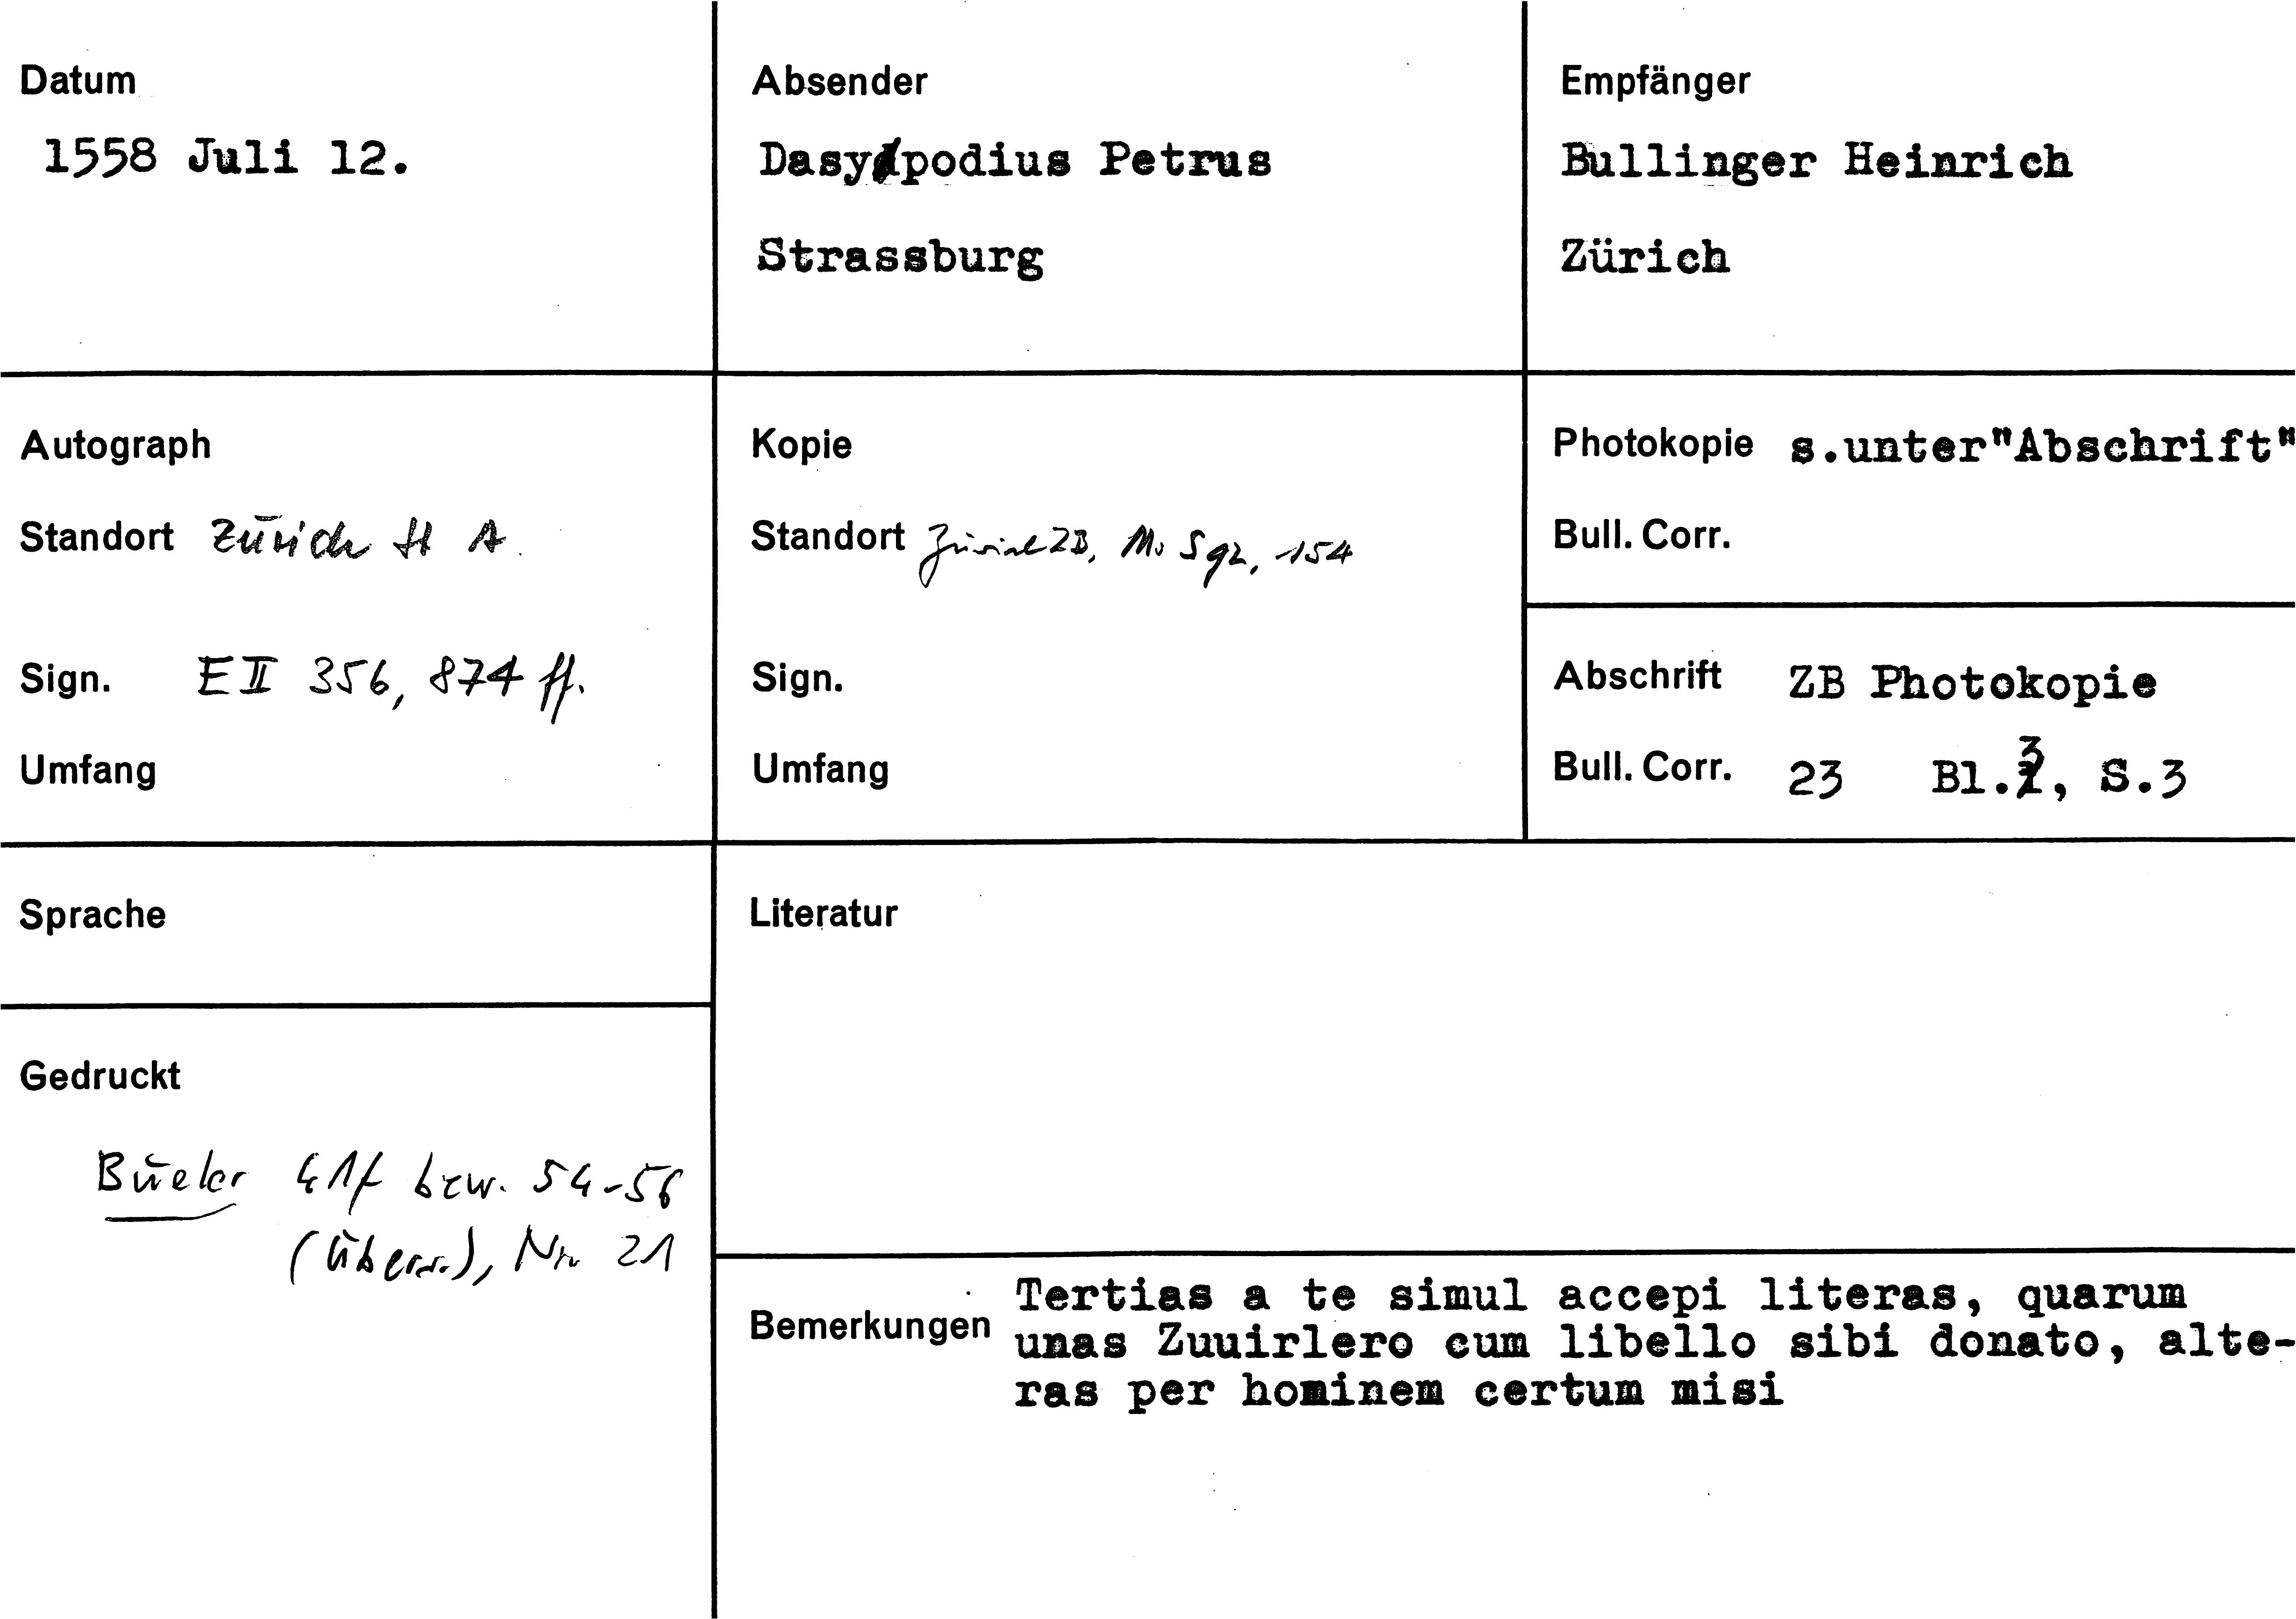 Datum
1558 Juli 12.
Absender
Dasypodius Petrus
Strassburg
Empfänger
Bullinger Heinrich
Zürich
Autograph
Standort Zürich StA
Sign. E II 356, 874 ff.
Umfang
Kopie
Standort Zürich ZB, Ms S 92, 154
Sign.
Umfang
Photokopie s.unter"Abschrift"
Bull. Corr.
Abschrift ZB Photokopie
Bull. Corr. 23 Bl.3, S.3
Sprache
Gedruckt
Büeler 41f bzw. 54-56
(Übers.), Nr. 21
Literatur
Bemerkungen Tertias a te simul accepi literas, quarum
unas Zuuirlero cum libello sibi donato, alte-
ras per hominem certum misi